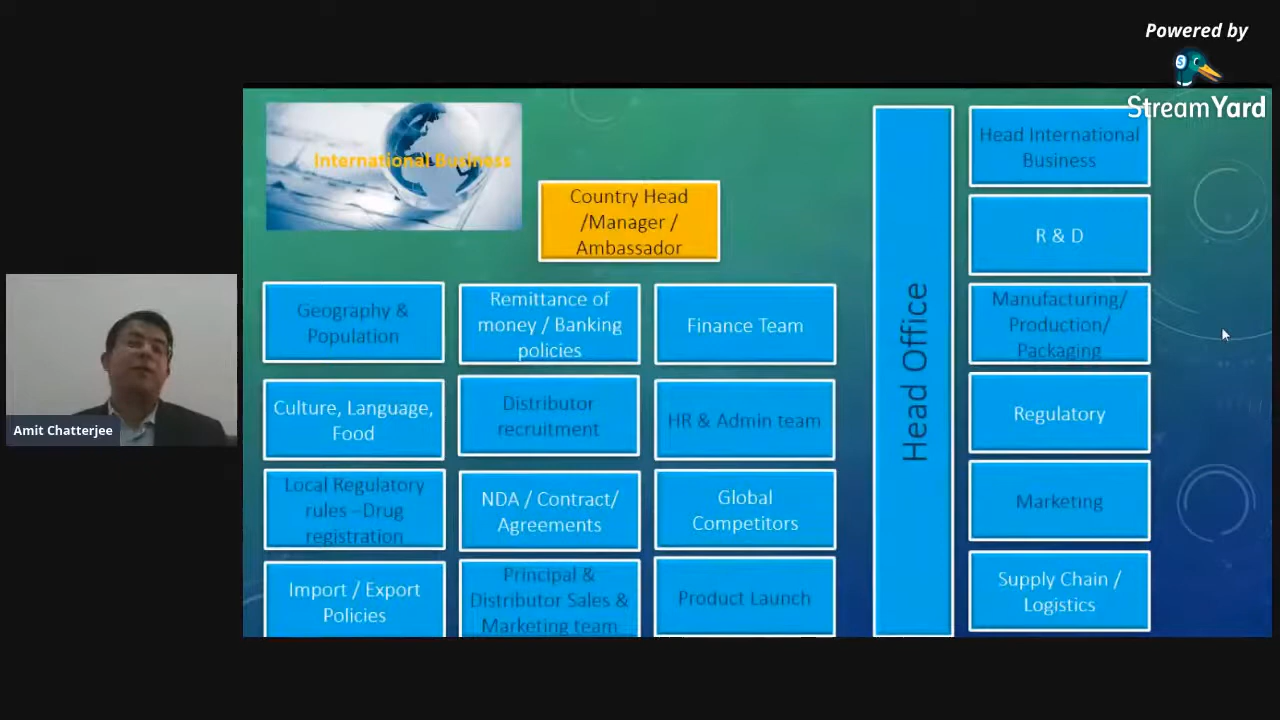 Powered by
StreamYard
International Business
Country Head
/Manager /
Ambassador
Geography &
Population
Culture, Language,
Food
Local Regulatory
rules –Drug
registration
Import / Export
Policies
Remittance of
money / Banking
policies
Distributor
recruitment
NDA / Contract/
Agreements
Principal &
Distributor Sales &
Marketing team
Finance Team
HR & Admin team
Global
Competitors
Product Launch
Head Office
Head International
Business
R & D
Manufacturing/
Production/
Packaging
Regulatory
Marketing
Supply Chain /
Logistics
Amit Chatterjee